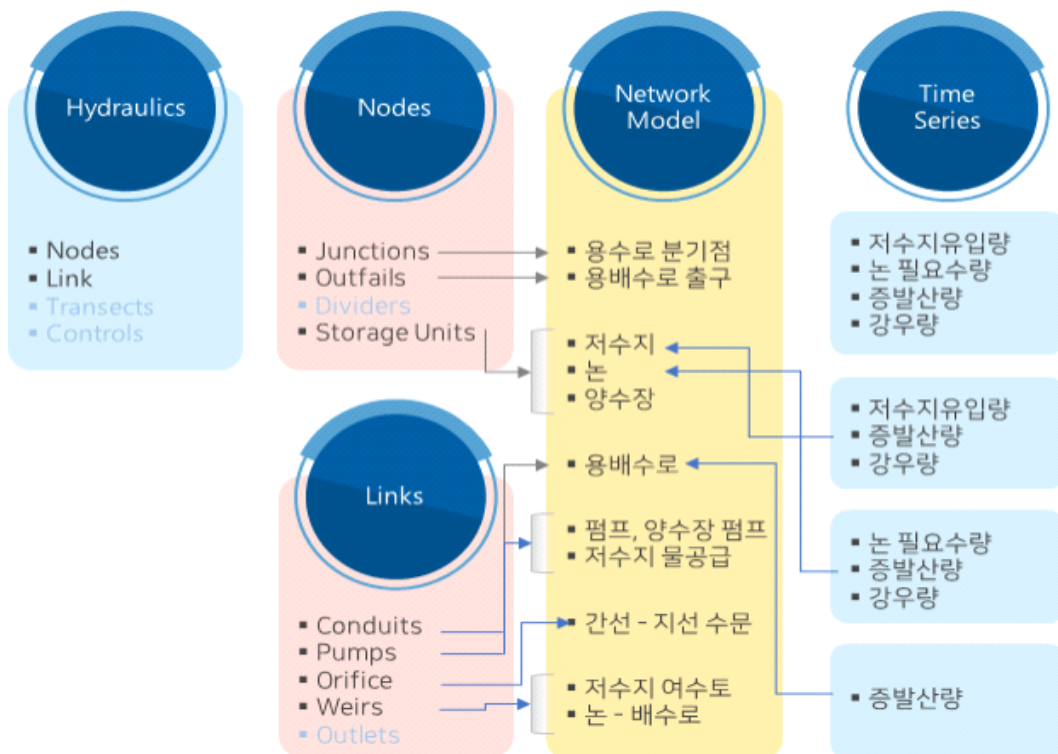 Hydraulics
▪ Nodes
▪ Link
▪ Transects
▪ Controls
Nodes
▪ Junctions
▪ Outfails
▪ Dividers
▪ Storage Units
Links
▪ Conduits
▪ Pumps
▪ Orifice
▪ Weirs
▪ Outlets
Network
Model
▪ 용수로 분기점
▪ 용배수로 출구
▪ 저수지
▪ 논
▪ 양수장
▪ 용배수로
▪ 펌프, 양수장 펌프
▪ 저수지 물공급
▪ 간선 – 지선 수문
▪ 저수지 여수토
▪ 논 – 배수로
Time
Series
▪ 저수지유입량
▪ 논 필요수량
▪ 증발산량
▪ 강우량
▪ 저수지유입량
▪ 증발산량
▪ 강우량
▪ 논 필요수량
▪ 증발산량
▪ 강우량
▪ 증발산량